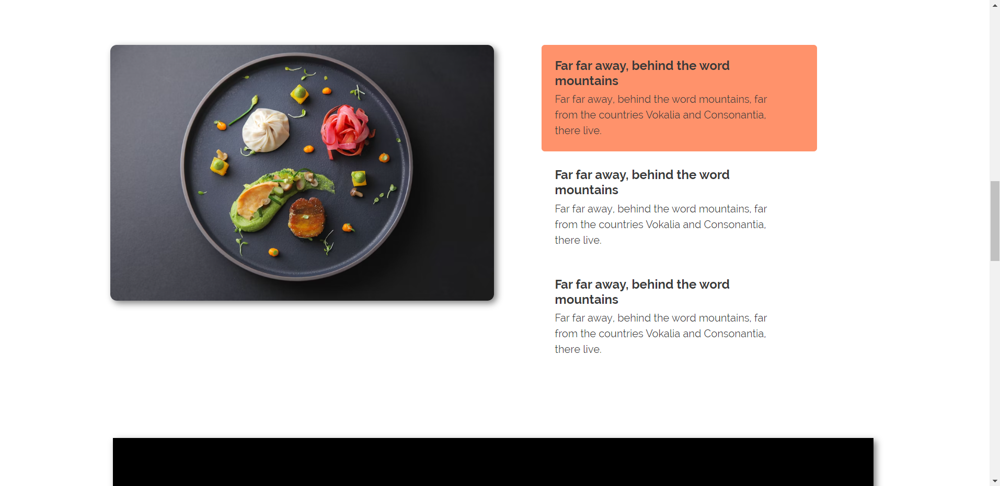 Far far away, behind the word
mountains
Far far away, behind the word mountains, far
from the countries Vokalia and Consonantia,
there live.
Far far away, behind the word
mountains
Far far away, behind the word mountains, far
from the countries Vokalia and Consonantia,
there live.
Far far away, behind the word
mountains
Far far away, behind the word mountains, far
from the countries Vokalia and Consonantia,
there live.